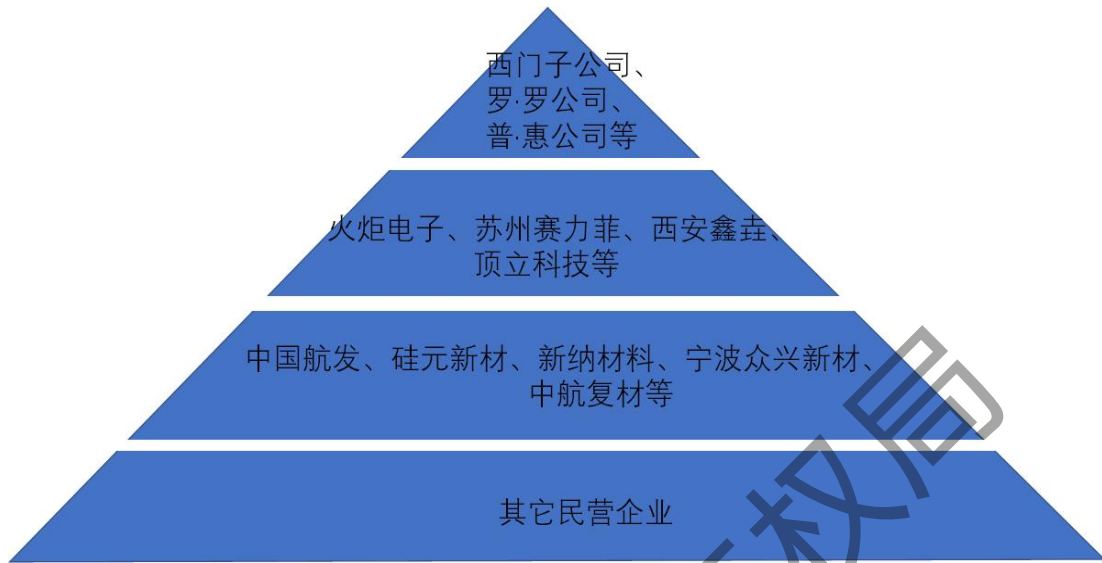 西门子公司、
罗·罗公司、
普·惠公司等
火炬电子、苏州赛力菲、西安鑫垚、
顶立科技等
中国航发、硅元新材、新纳材料、宁波众兴新材、
中航复材等
其它民营企业
权局